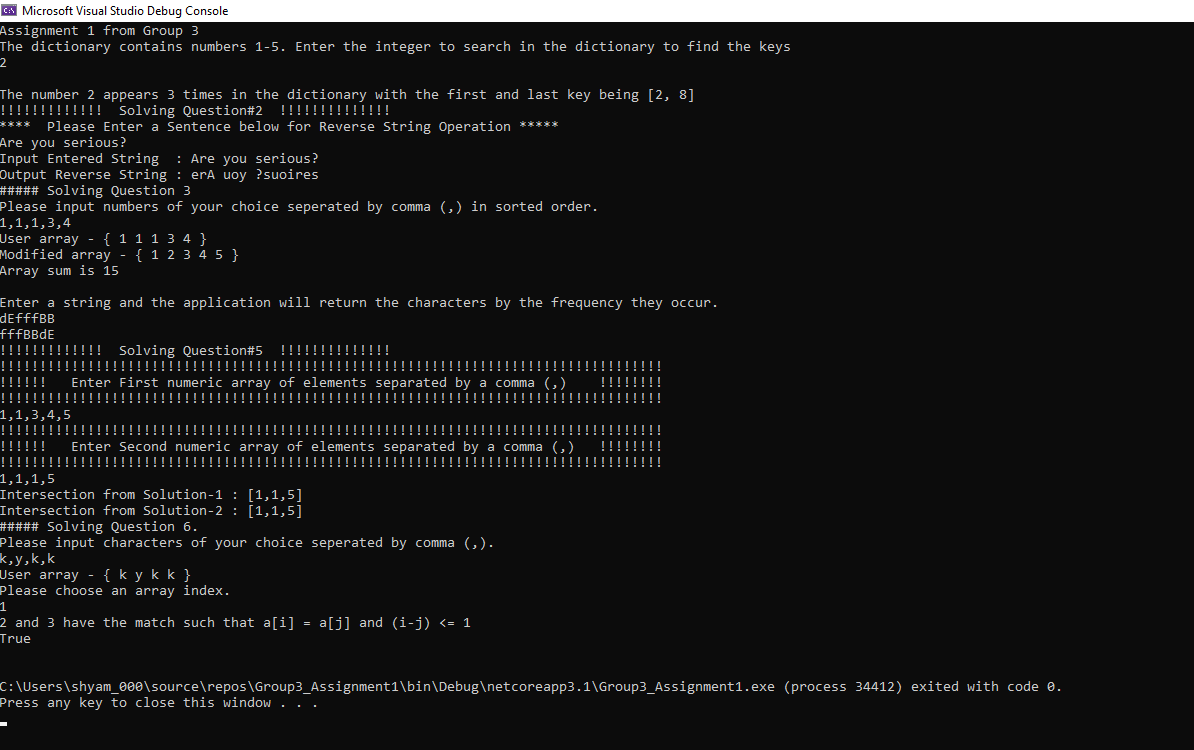 Microsoft Visual Studio Debug Console
Assignment 1 from Group 3
The dictionary contains numbers 1-5. Enter the integer to search in the dictionary to find the keys
2
The number 2 appears 3 times in the dictionary with the first and last key being [2, 8]
!!!!!!!!!!!!!  Solving Question#2  !!!!!!!!!!!!!!
****  Please Enter a Sentence below for Reverse String Operation *****
Are you serious?
Input Entered String  : Are you serious?
Output Reverse String : erA uoy ?suoires
##### Solving Question 3
Please input numbers of your choice seperated by comma (,) in sorted order.
1,1,1,3,4
User array - { 1 1 1 3 4 }
Modified array - { 1 2 3 4 5 }
Array sum is 15
Enter a string and the application will return the characters by the frequency they occur.
dEfffBB
fffBBdE
!!!!!!!!!!!!!  Solving Question#5  !!!!!!!!!!!!!!
!!!!!!!!!!!!!!!!!!!!!!!!!!!!!!!!!!!!!!!!!!!!!!!!!!!!!!!!!!!!!!!!!!!!!!!!!!!!!!!!!!!
!!!!!!   Enter First numeric array of elements separated by a comma (,)    !!!!!!!!
!!!!!!!!!!!!!!!!!!!!!!!!!!!!!!!!!!!!!!!!!!!!!!!!!!!!!!!!!!!!!!!!!!!!!!!!!!!!!!!!!!!
1,1,3,4,5
!!!!!!!!!!!!!!!!!!!!!!!!!!!!!!!!!!!!!!!!!!!!!!!!!!!!!!!!!!!!!!!!!!!!!!!!!!!!!!!!!!!
!!!!!!   Enter Second numeric array of elements separated by a comma (,)   !!!!!!!!
!!!!!!!!!!!!!!!!!!!!!!!!!!!!!!!!!!!!!!!!!!!!!!!!!!!!!!!!!!!!!!!!!!!!!!!!!!!!!!!!!!!
1,1,1,5
Intersection from Solution-1 : [1,1,5]
Intersection from Solution-2 : [1,1,5]
##### Solving Question 6.
Please input characters of your choice seperated by comma (,).
k,y,k,k
User array - { k y k k }
Please choose an array index.
1
2 and 3 have the match such that a[i] = a[j] and (i-j) <= 1
True
C:\Users\shyam_000\source\repos\Group3_Assignment1\bin\Debug\netcoreapp3.1\Group3_Assignment1.exe (process 34412) exited with code 0.
Press any key to close this window . . .